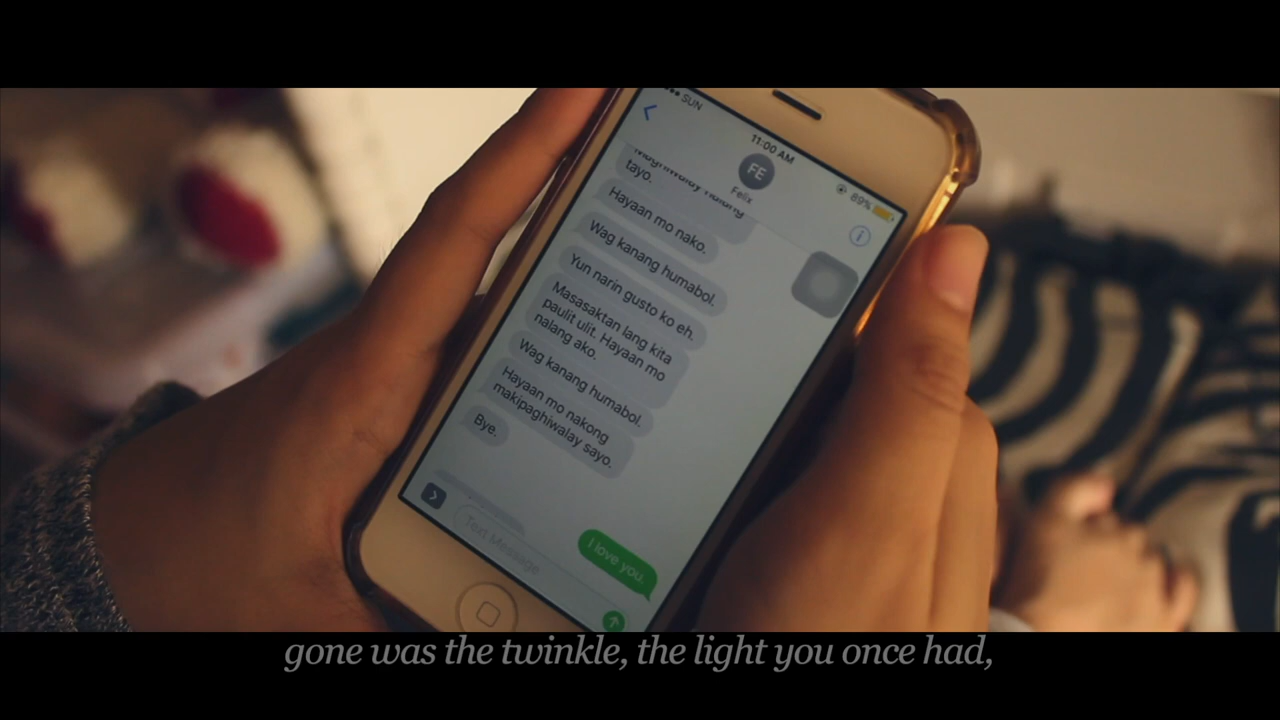 SUN
11:00 AM
89%
FE
Felix
Maghiwalay nalang
tayo.
Hayaan mo nako.
Wag kanang humabol.
Yun narin gusto ko eh.
Masasaktan lang kita
paulit ulit. Hayaan mo
nalang ako.
Wag kanang humabol.
Hayaan mo nakong
makipaghiwalay sayo.
Bye.
I love you.
Text Message
gone was the twinkle, the light you once had,